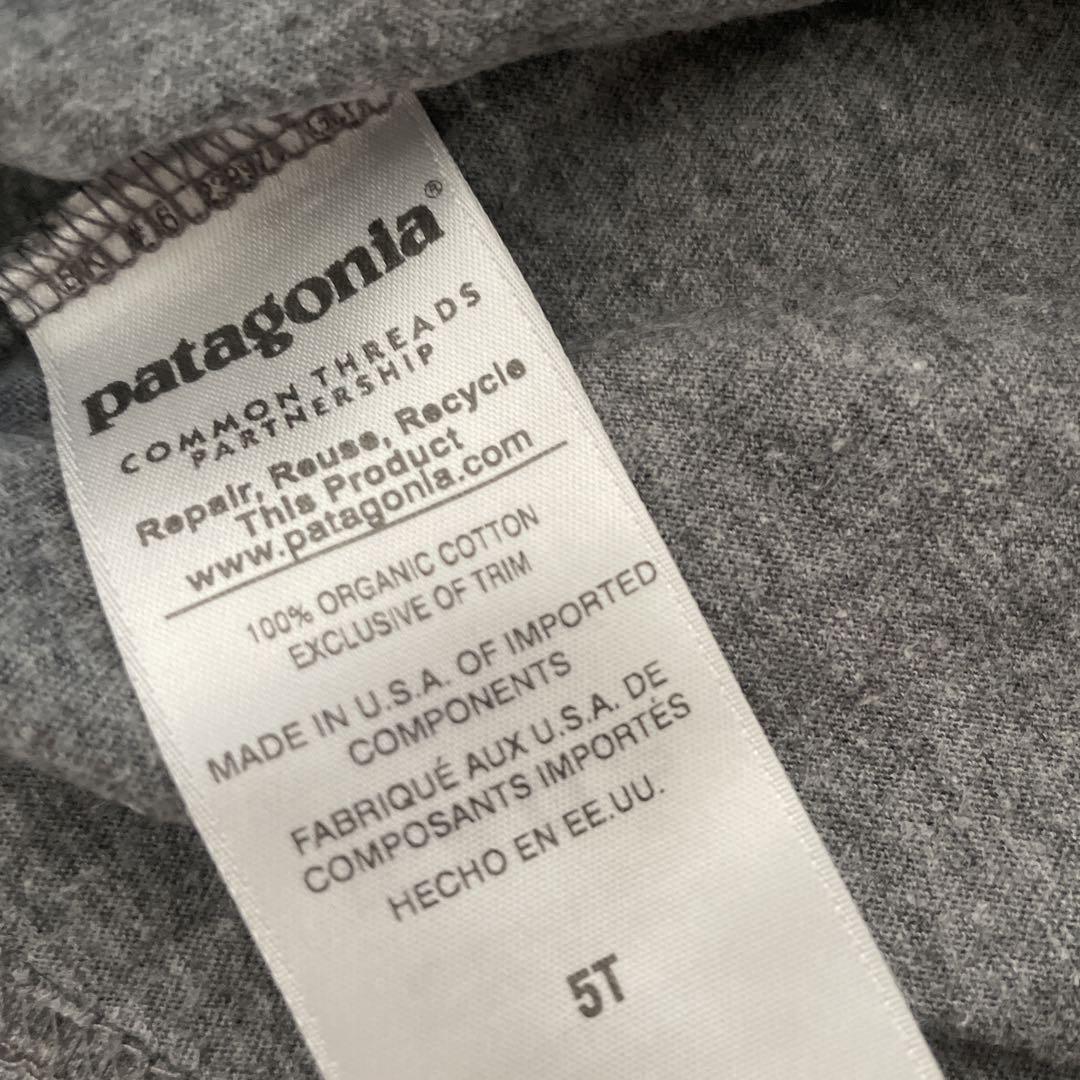 patagonia®
COMMON THREADS
PARTNERSHIP
Repair, Reuse, Recycle
This Product
www.patagonia.com
100% ORGANIC COTTON
EXCLUSIVE OF TRIM
MADE IN U.S.A. OF IMPORTED
COMPONENTS
FABRIQUÉ AUX U.S.A. DE
COMPOSANTS IMPORTÉS
HECHO EN EE.UU.
5T